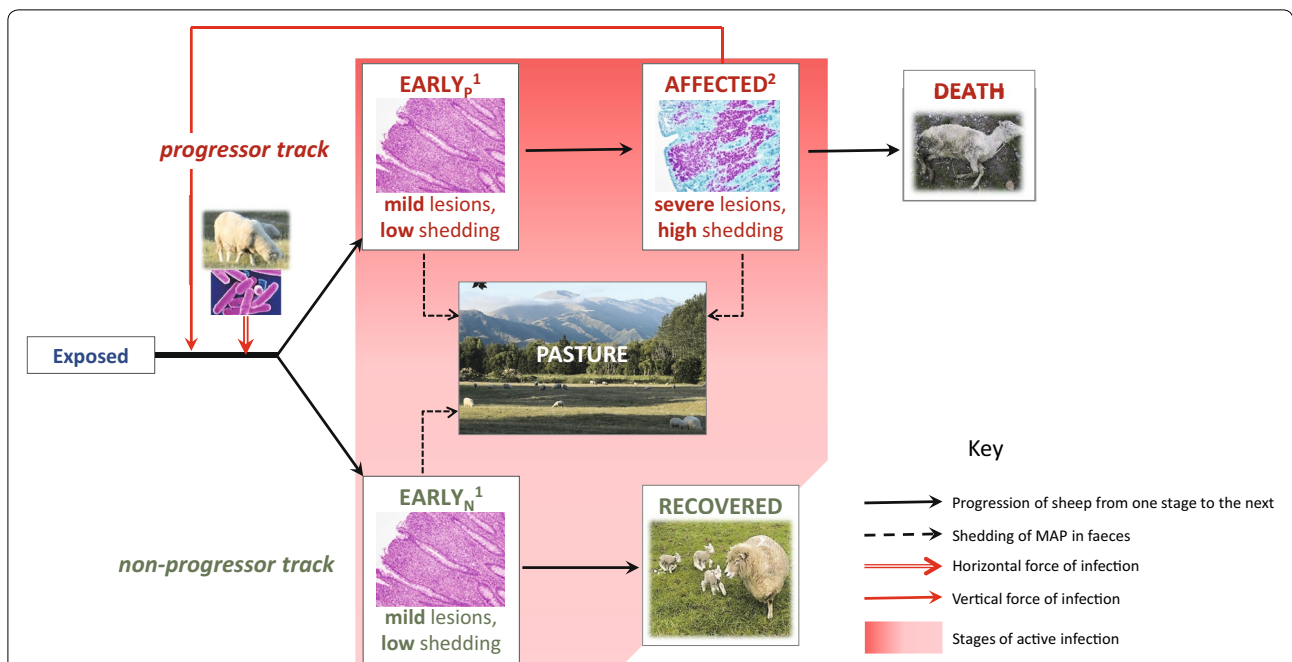 EARLYP1
AFFECTED2
DEATH
progressor track
mild lesions,
low shedding
severe lesions,
high shedding
Exposed
PASTURE
Key
EARLYN1
RECOVERED
Progression of sheep from one stage to the next
Shedding of MAP in faeces
non-progressor track
Horizontal force of infection
Vertical force of infection
mild lesions,
low shedding
Stages of active infection